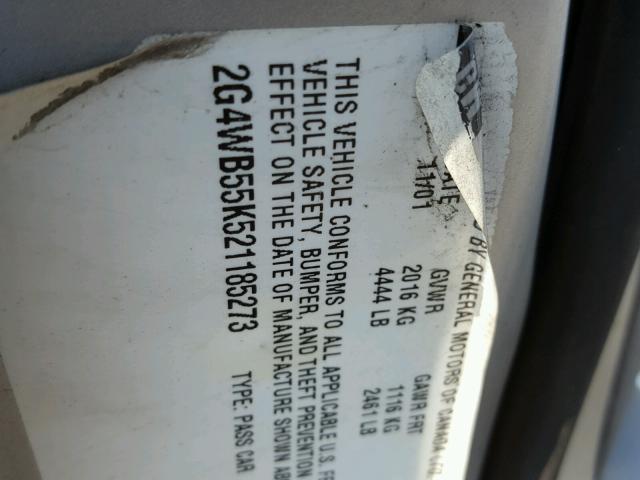 BY GENERAL MOTORS OF CANADA LTD.
DATE GVWR GAWR FRT
11/01 2016 KG 1116 KG
4444 LB 2461 LB
THIS VEHICLE CONFORMS TO ALL APPLICABLE U.S. F
VEHICLE SAFETY, BUMPER, AND THEFT PREVENTION
EFFECT ON THE DATE OF MANUFACTURE SHOWN AB
2G4WB55K521185273 TYPE: PASS CAR